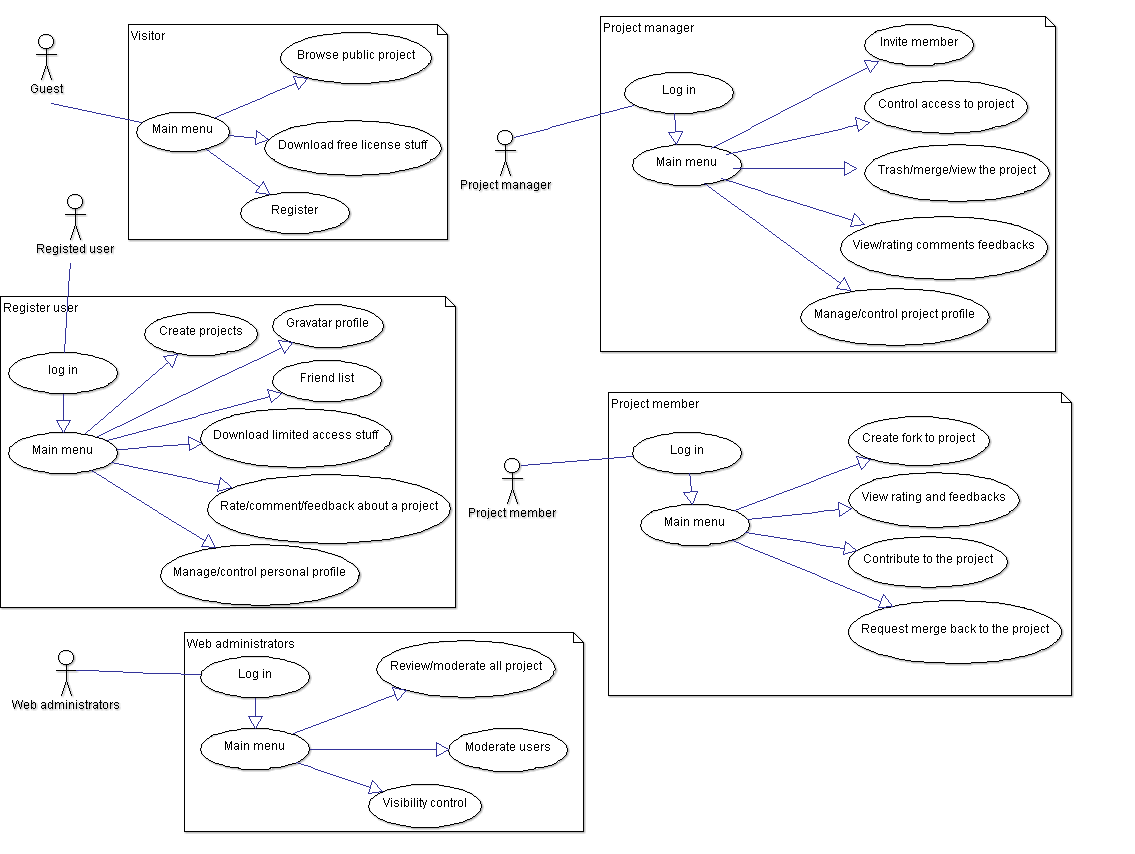 Visitor
Browse public project
Guest
Main menu
Download free license stuff
Register
Project manager
Invite member
Log in
Control access to project
Main menu
Trash/merge/view the project
Project manager
View/rating comments feedbacks
Manage/control project profile
Registed user
Register user
Create projects
Gravatar profile
log in
Friend list
Download limited access stuff
Main menu
Rate/comment/feedback about a project
Manage/control personal profile
Project member
Create fork to project
Log in
View rating and feedbacks
Project member
Main menu
Contribute to the project
Request merge back to the project
Web administrators
Review/moderate all project
Log in
Web administrators
Main menu
Moderate users
Visibility control